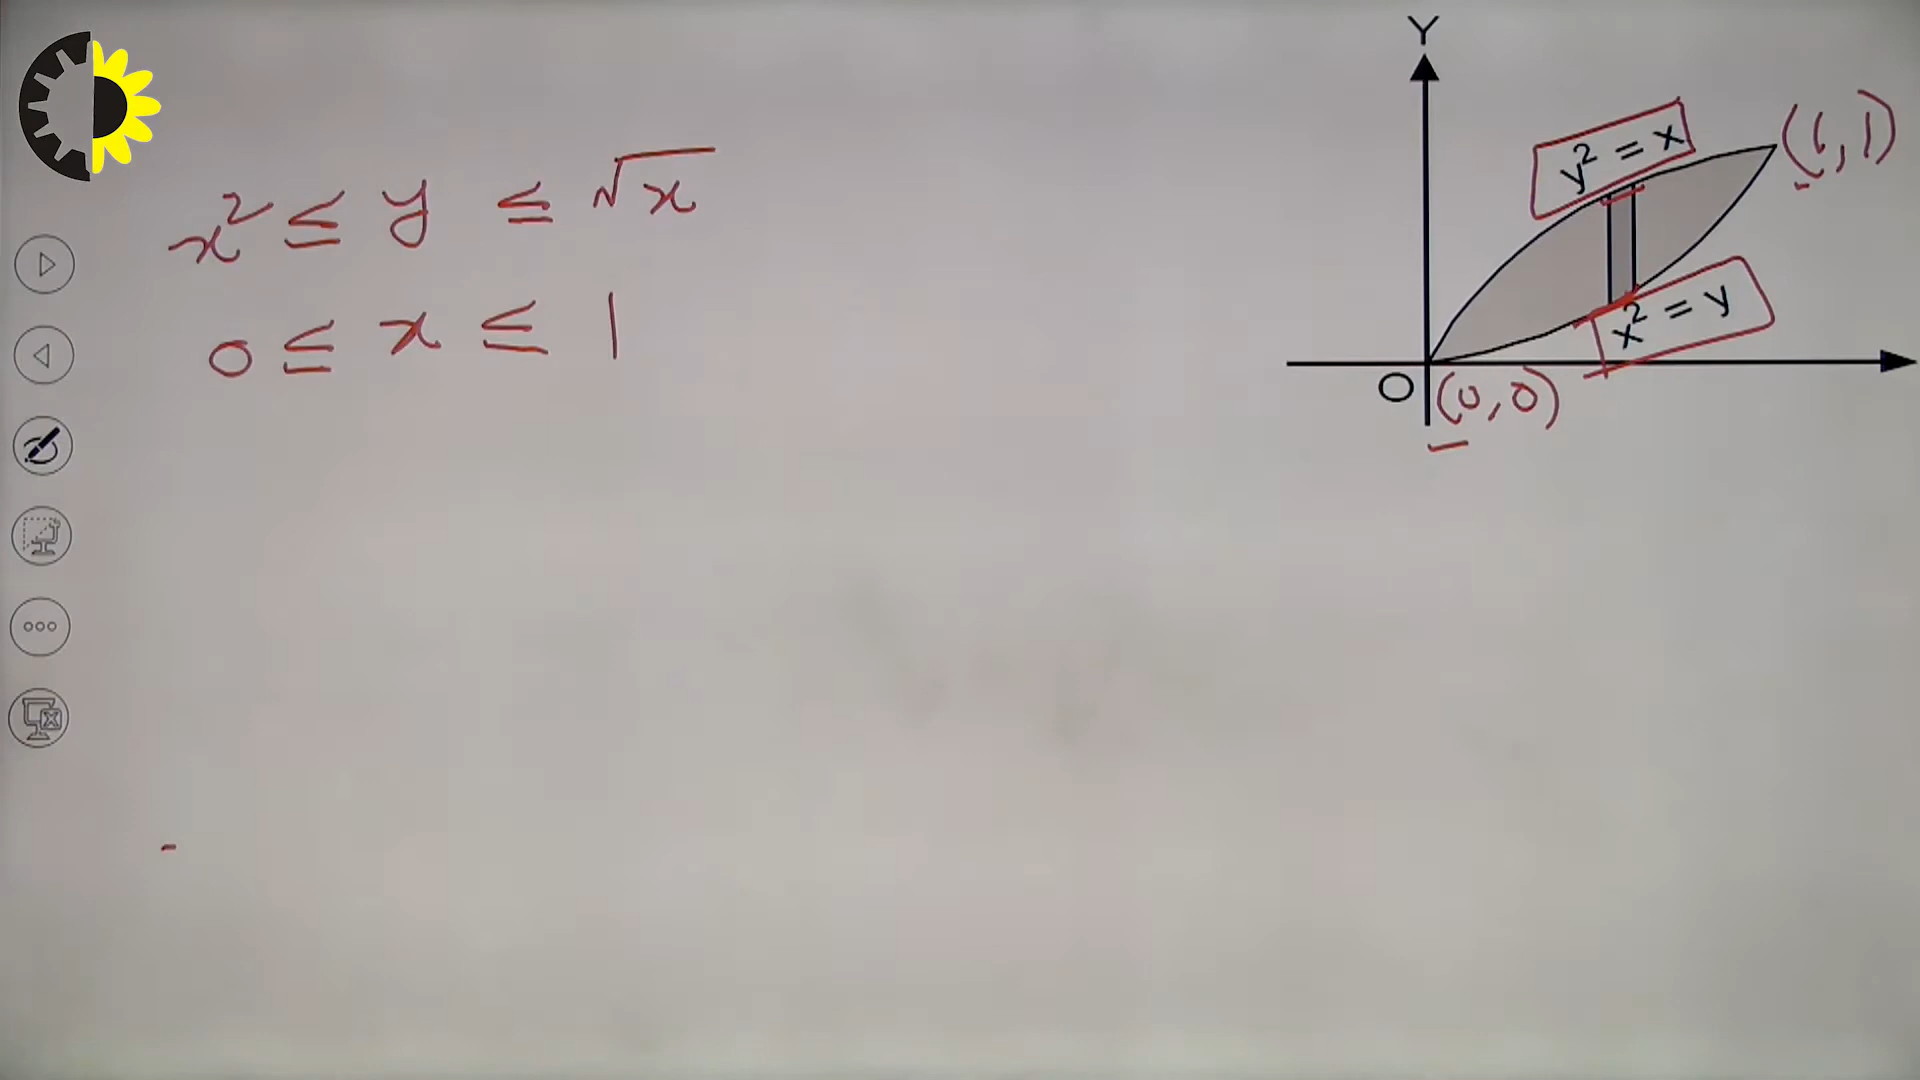 x² ≤ y ≤ √x
0 ≤ x ≤ 1
Y
y² = x
(1,1)
x² = y
O
(0,0)